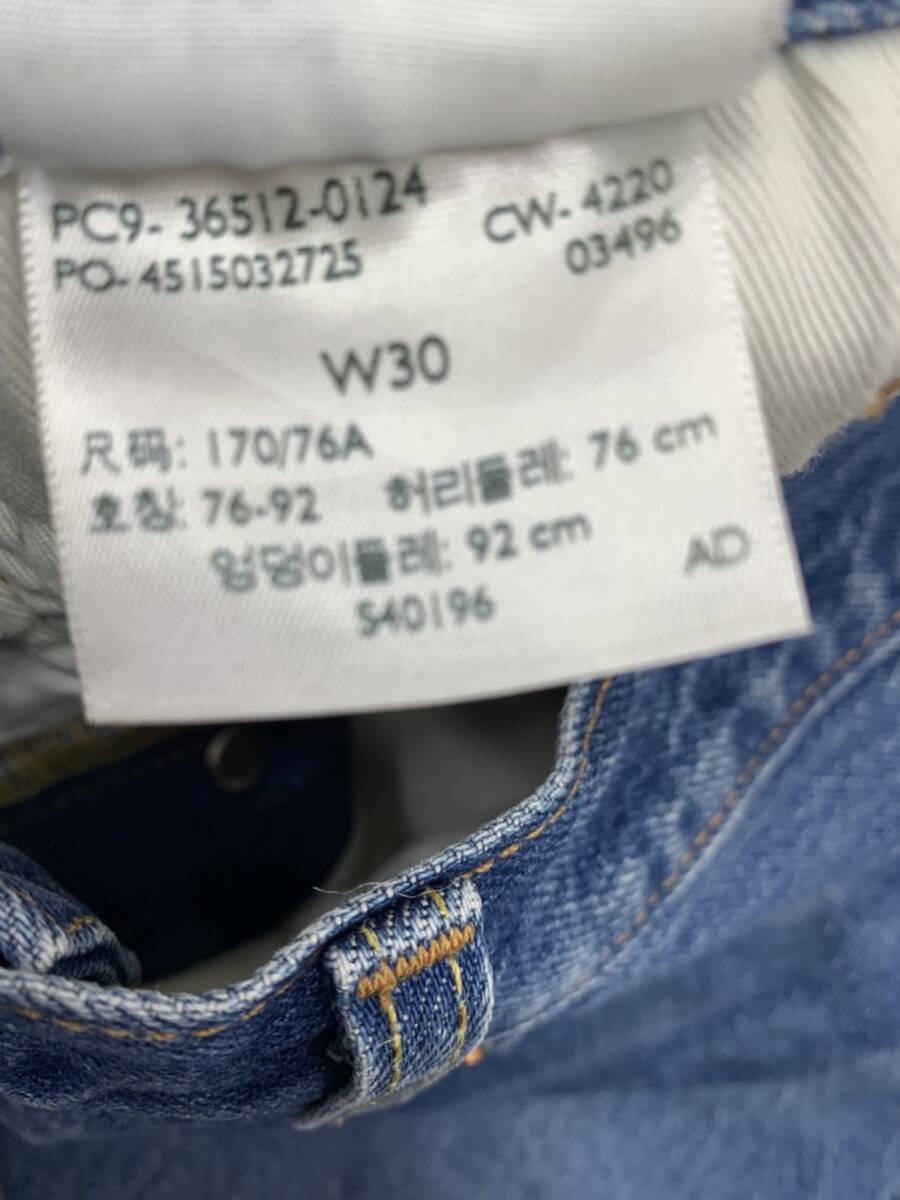 PC9- 36512-0124 CW- 4220
PO- 4515032725 03496
W30
尺码: 170/76A
호칭: 76-92 허리둘레: 76 cm
엉덩이둘레: 92 cm
AD
S40196